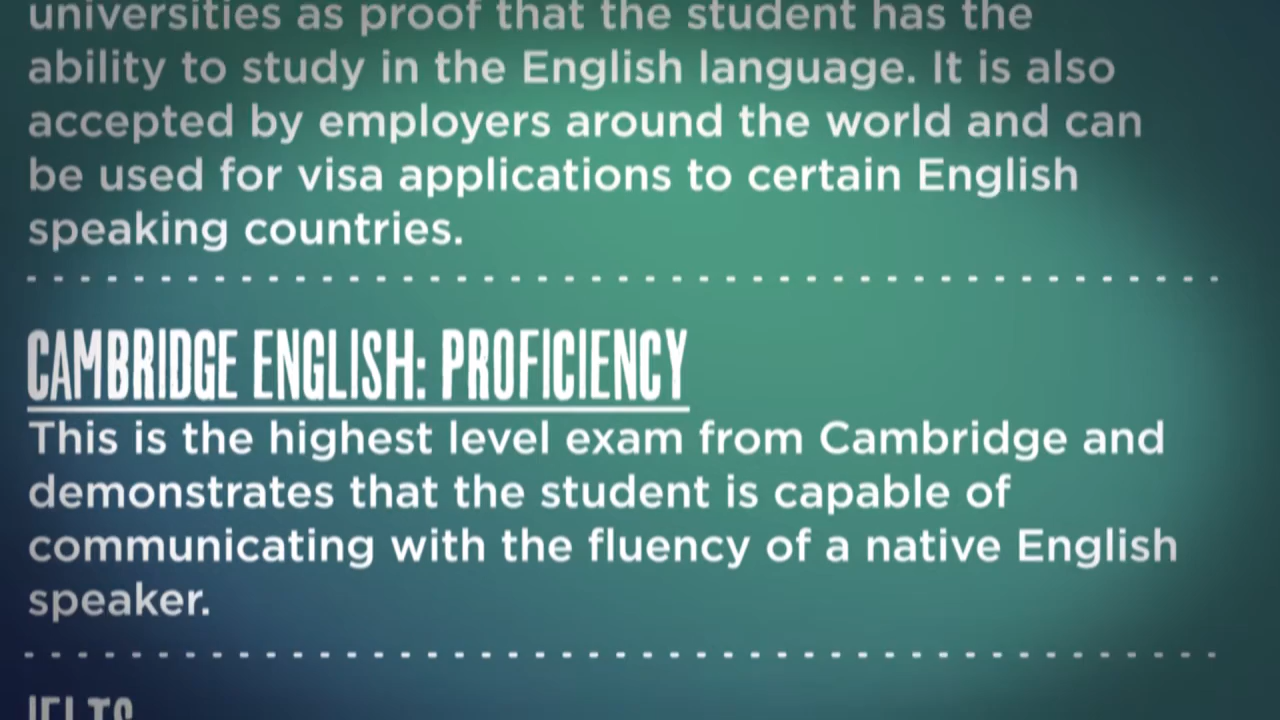 universities as proof that the student has the
ability to study in the English language. It is also
accepted by employers around the world and can
be used for visa applications to certain English
speaking countries.
CAMBRIDGE ENGLISH: PROFICIENCY
This is the highest level exam from Cambridge and
demonstrates that the student is capable of
communicating with the fluency of a native English
speaker.
IELTS